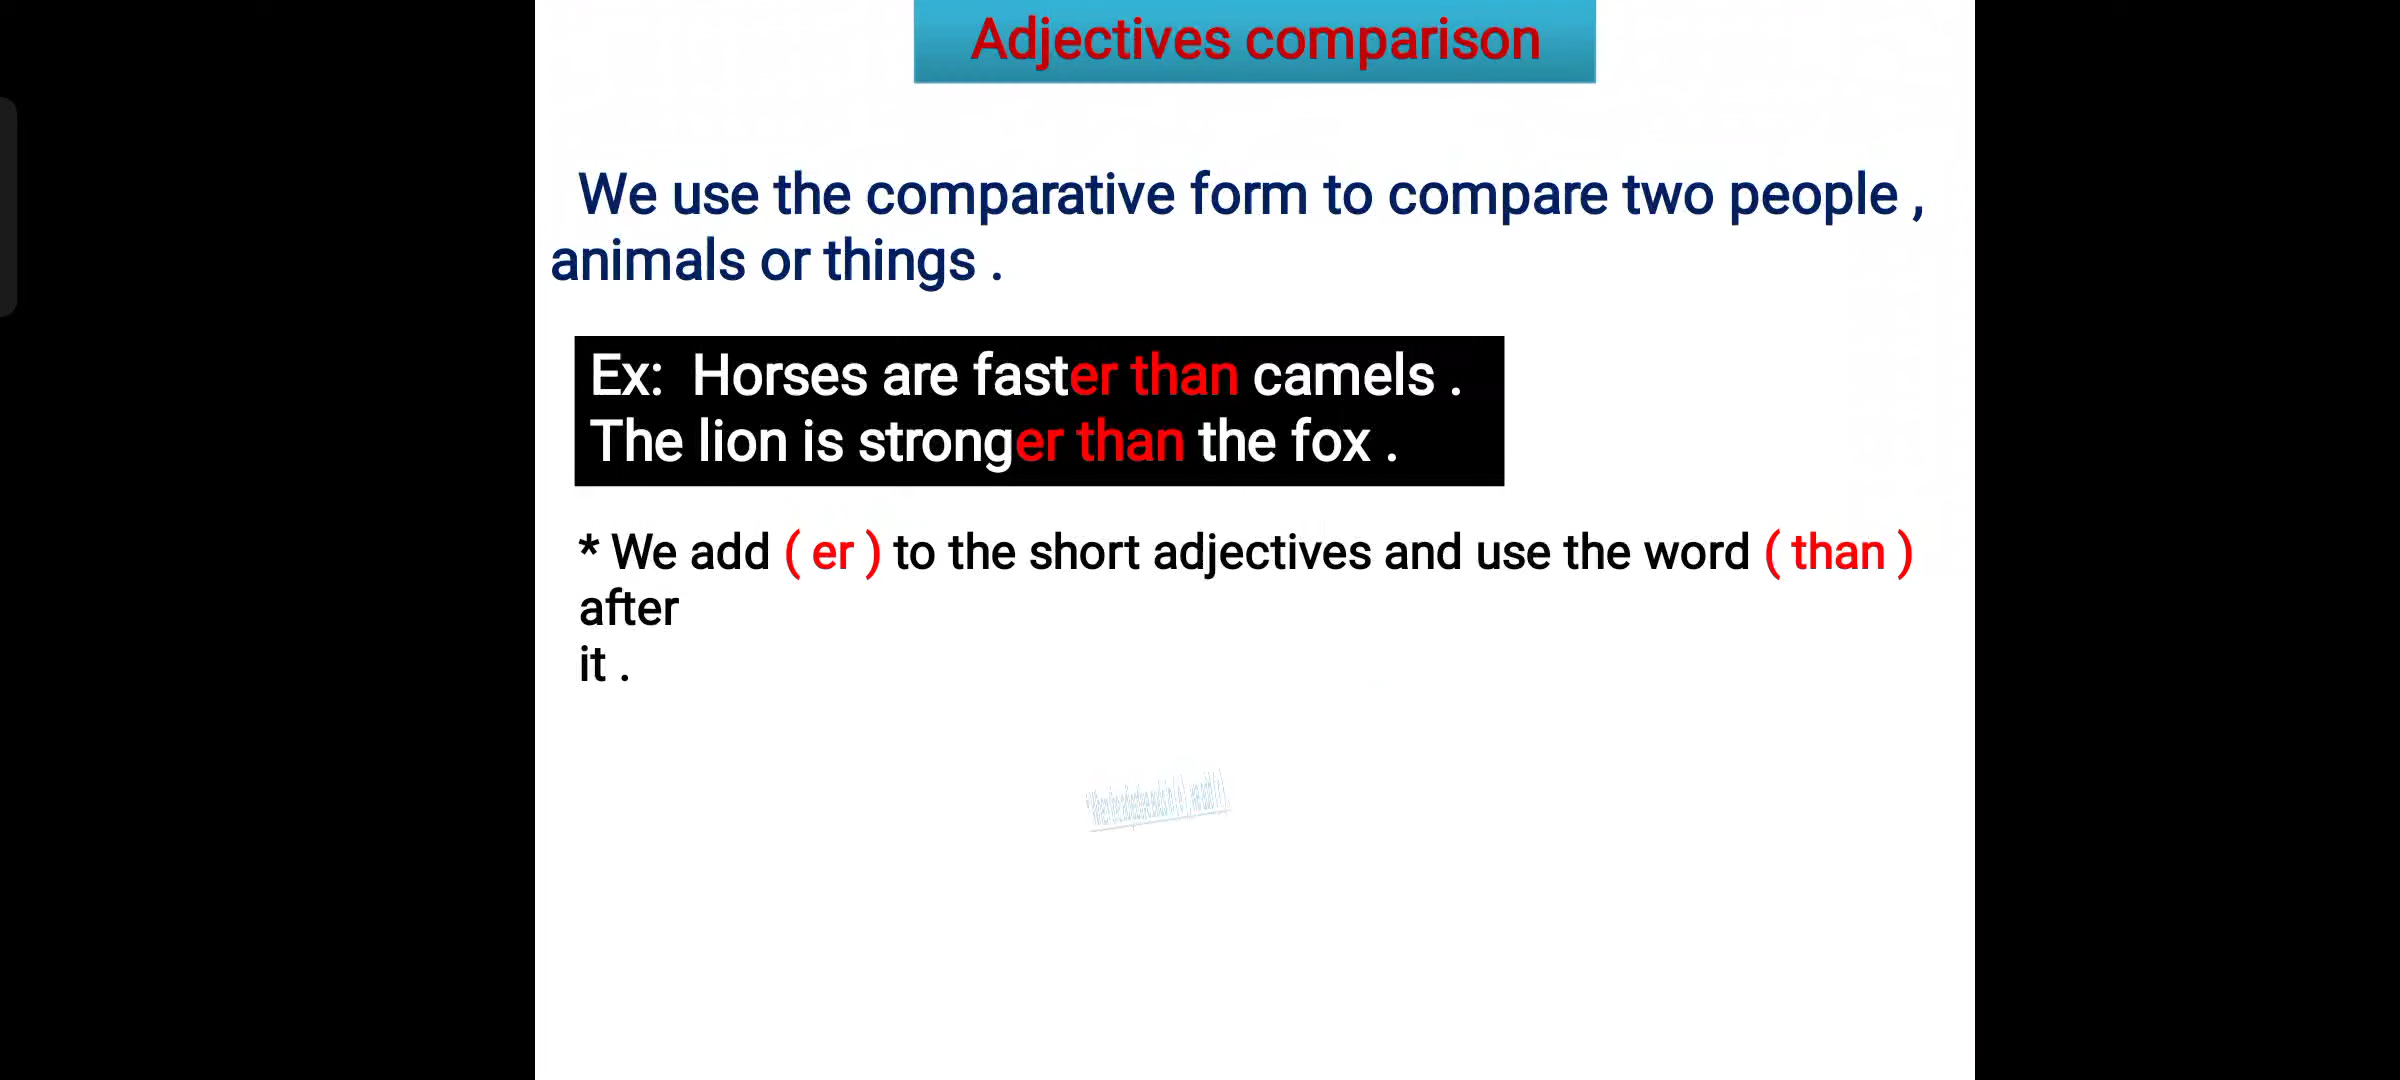 Adjectives comparison
We use the comparative form to compare two people ,
animals or things .
Ex:  Horses are faster than camels .
The lion is stronger than the fox .
* We add ( er ) to the short adjectives and use the word ( than )
after
it .